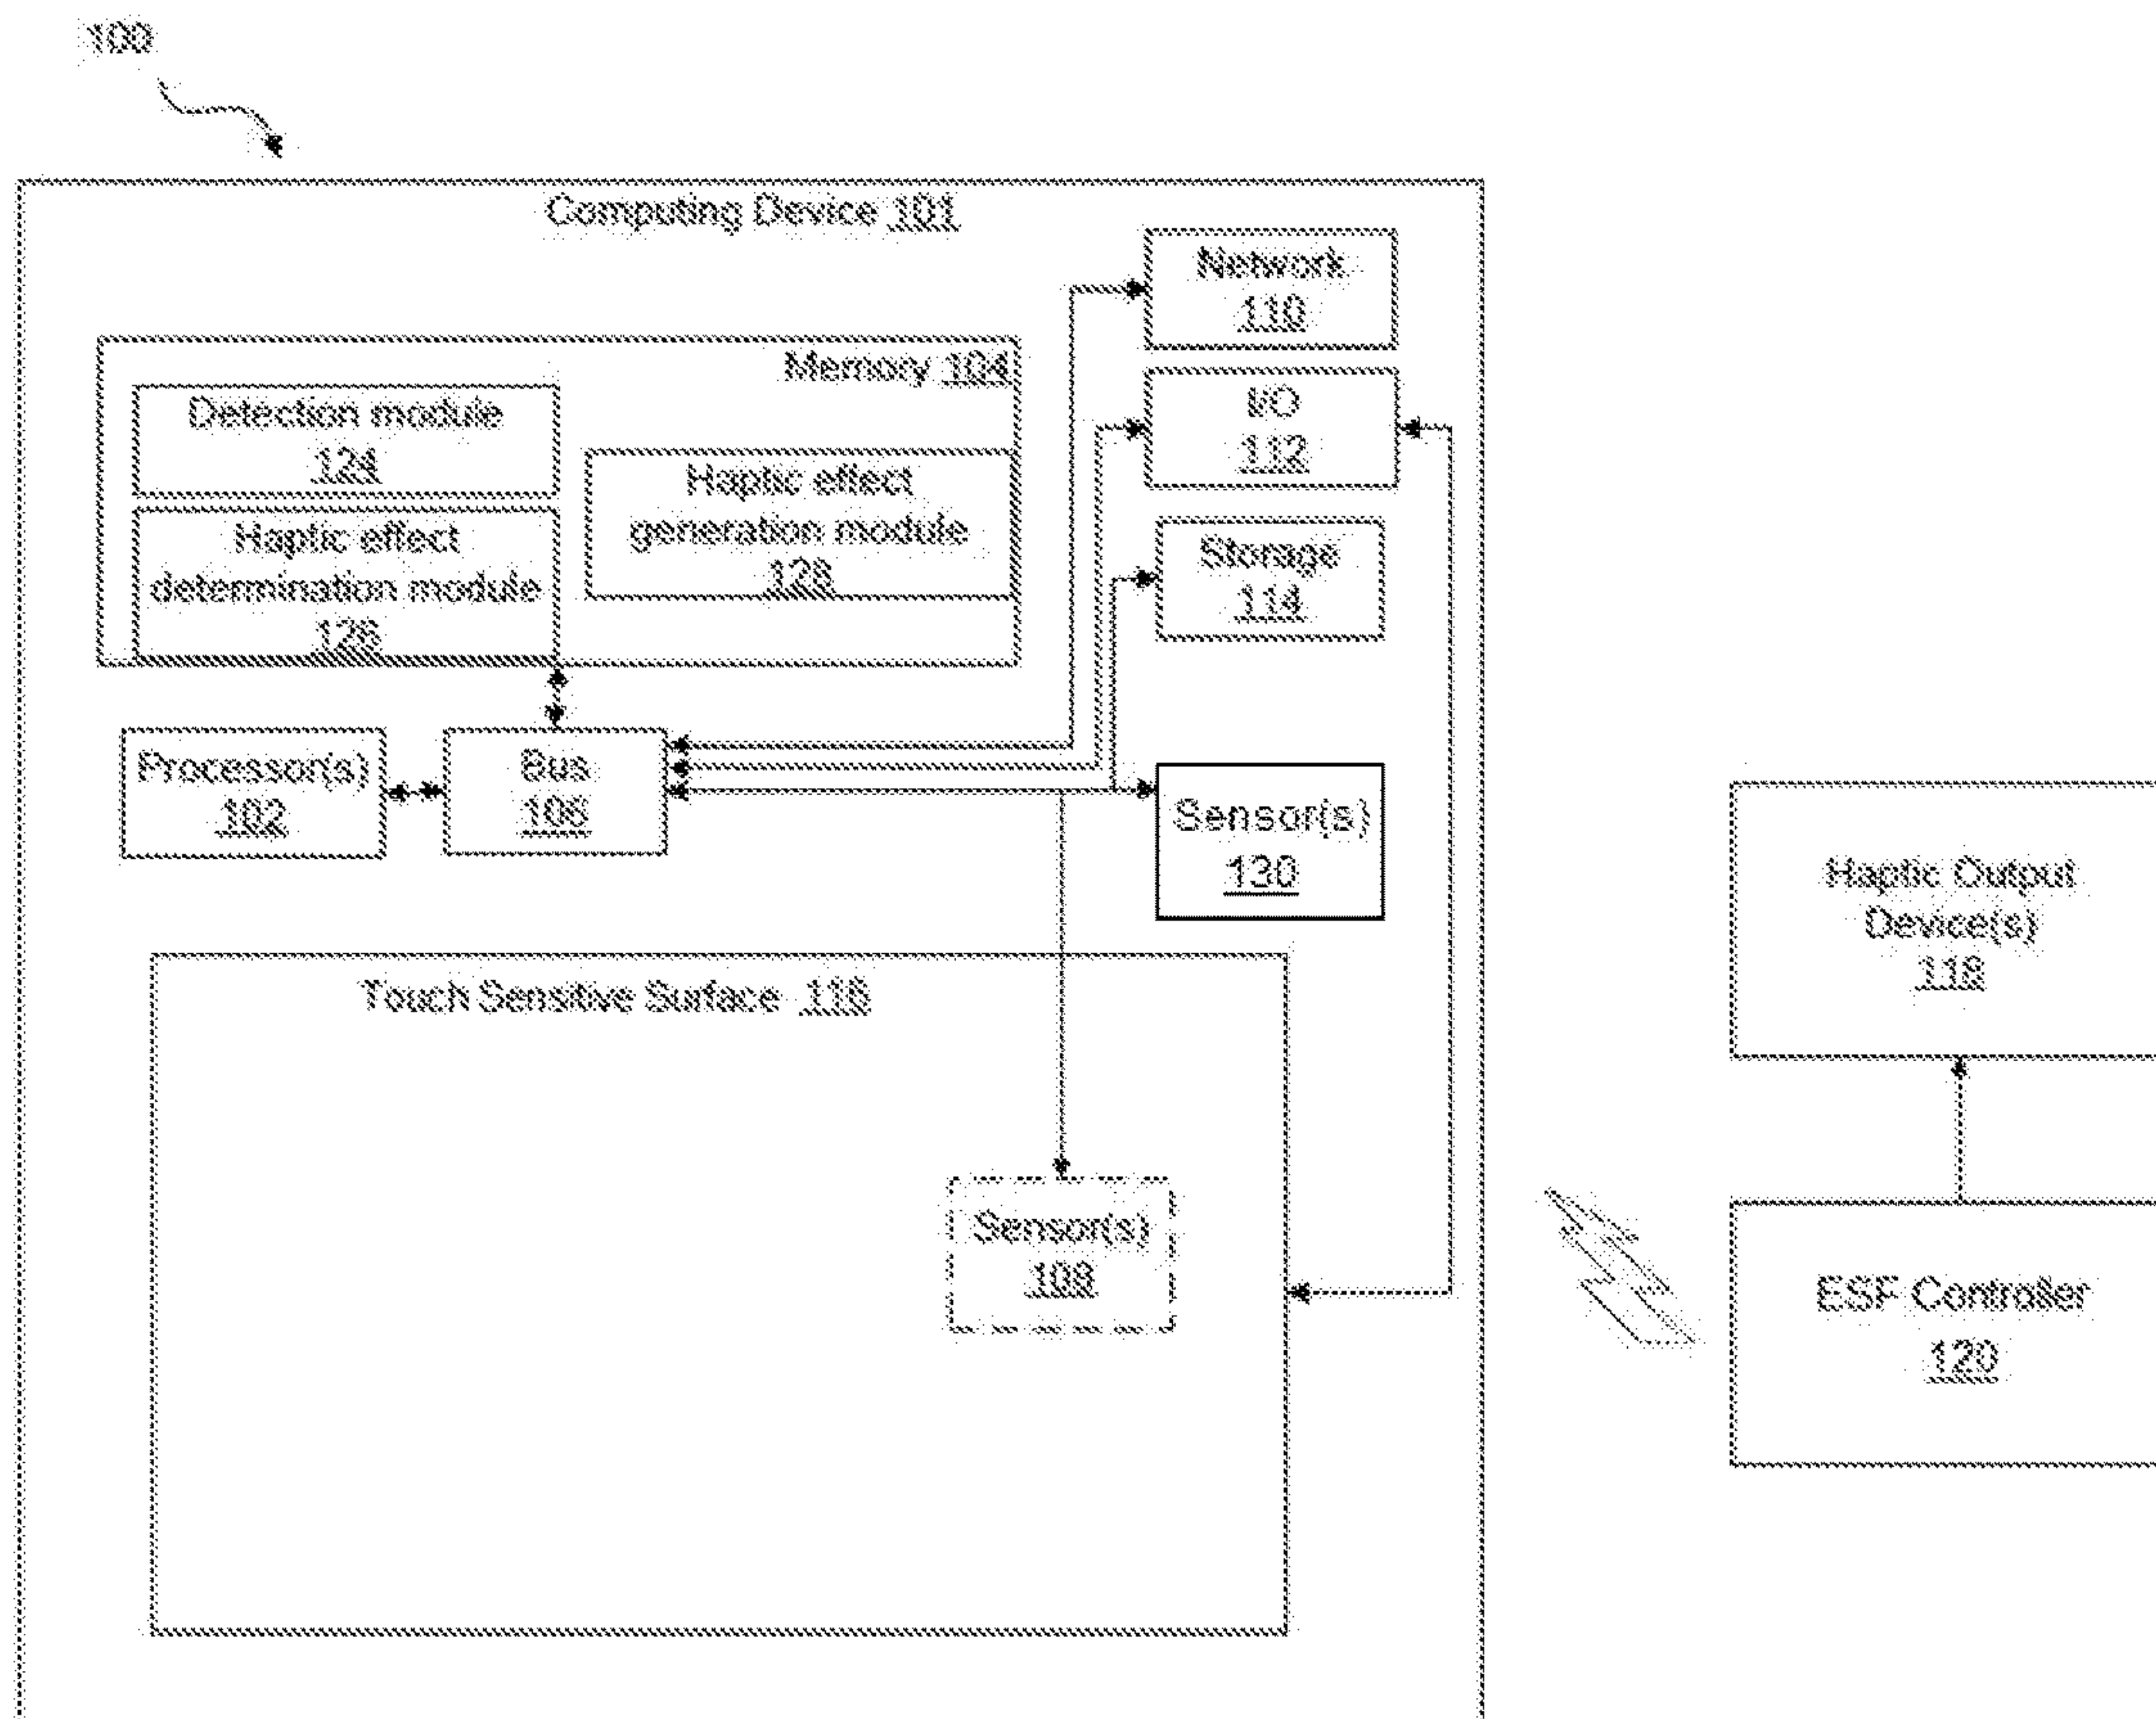 100
Computing Device 101
Network
110
Memory 104
Detection module
124
I/O
112
Haptic effect
generation module
128
Haptic effect
determination module
126
Storage
114
Processor(s)
102
Bus
106
Sensor(s)
130
Haptic Output
Device(s)
118
Touch Sensitive Surface 116
Sensor(s)
108
ESF Controller
120